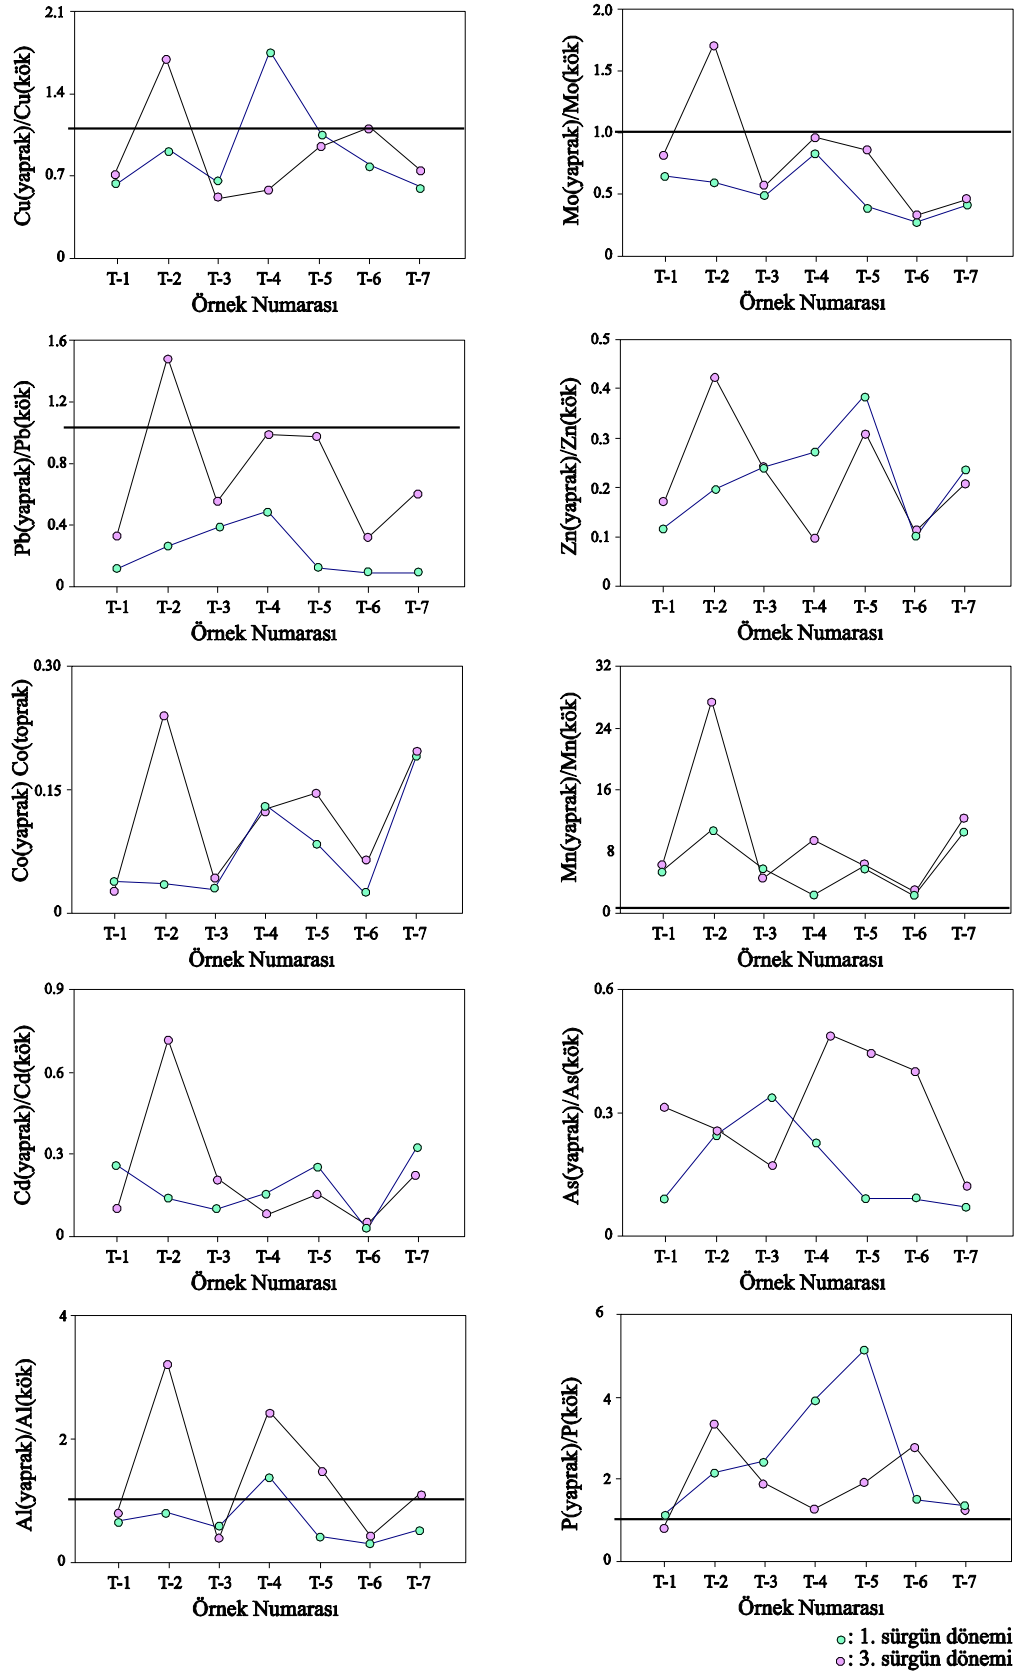 Cu(yaprak)/Cu(kök)
2.1
1.4
0.7
0
T-1 T-2 T-3 T-4 T-5 T-6 T-7
Örnek Numarası
Mo(yaprak)/Mo(kök)
2.0
1.5
1.0
0.5
0
T-1 T-2 T-3 T-4 T-5 T-6 T-7
Örnek Numarası
Pb(yaprak)/Pb(kök)
1.6
1.2
0.8
0.4
0
T-1 T-2 T-3 T-4 T-5 T-6 T-7
Örnek Numarası
Zn(yaprak)/Zn(kök)
0.5
0.4
0.3
0.2
0.1
0
T-1 T-2 T-3 T-4 T-5 T-6 T-7
Örnek Numarası
Co(yaprak) Co(toprak)
0.30
0.15
0
T-1 T-2 T-3 T-4 T-5 T-6 T-7
Örnek Numarası
Mn(yaprak)/Mn(kök)
32
24
16
8
0
T-1 T-2 T-3 T-4 T-5 T-6 T-7
Örnek Numarası
Cd(yaprak)/Cd(kök)
0.9
0.6
0.3
0
T-1 T-2 T-3 T-4 T-5 T-6 T-7
Örnek Numarası
As(yaprak)/As(kök)
0.6
0.3
0
T-1 T-2 T-3 T-4 T-5 T-6 T-7
Örnek Numarası
Al(yaprak)/Al(kök)
4
2
0
T-1 T-2 T-3 T-4 T-5 T-6 T-7
Örnek Numarası
P(yaprak)/P(kök)
6
4
2
0
T-1 T-2 T-3 T-4 T-5 T-6 T-7
Örnek Numarası
: 1. sürgün dönemi
: 3. sürgün dönemi